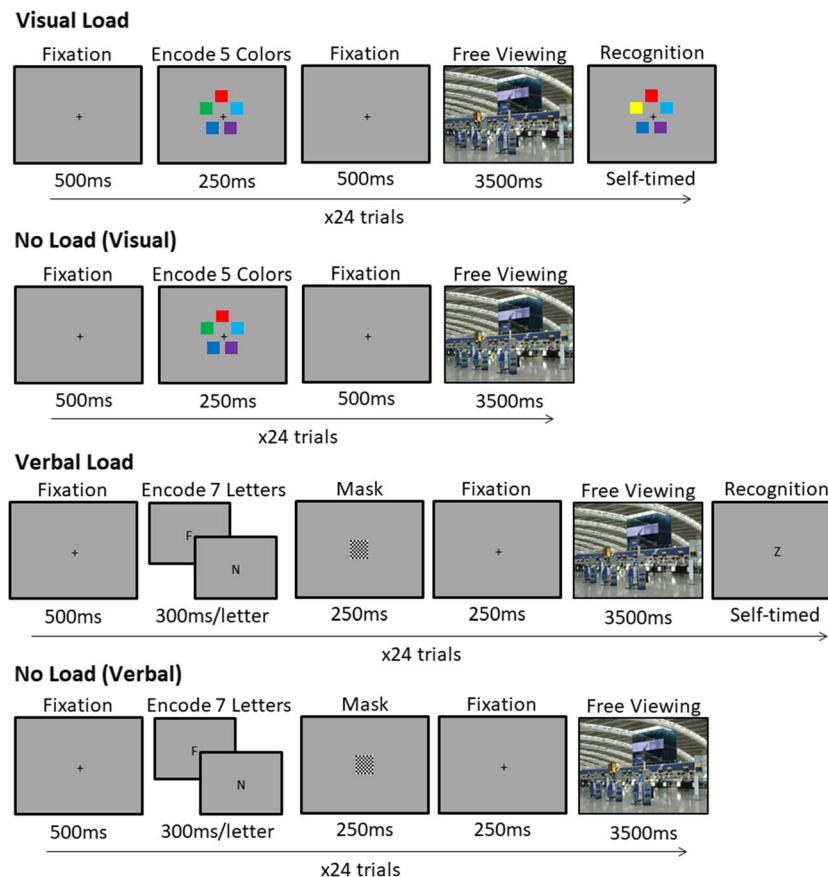 Visual Load
Fixation Encode 5 Colors Fixation Free Viewing Recognition
+ + + +
500ms 250ms 500ms 3500ms Self-timed
x24 trials
No Load (Visual)
Fixation Encode 5 Colors Fixation Free Viewing
+ + +
500ms 250ms 500ms 3500ms
x24 trials
Verbal Load
Fixation Encode 7 Letters Mask Fixation Free Viewing Recognition
+ F N + Z
500ms 300ms/letter 250ms 250ms 3500ms Self-timed
x24 trials
No Load (Verbal)
Fixation Encode 7 Letters Mask Fixation Free Viewing
+ F N +
500ms 300ms/letter 250ms 250ms 3500ms
x24 trials